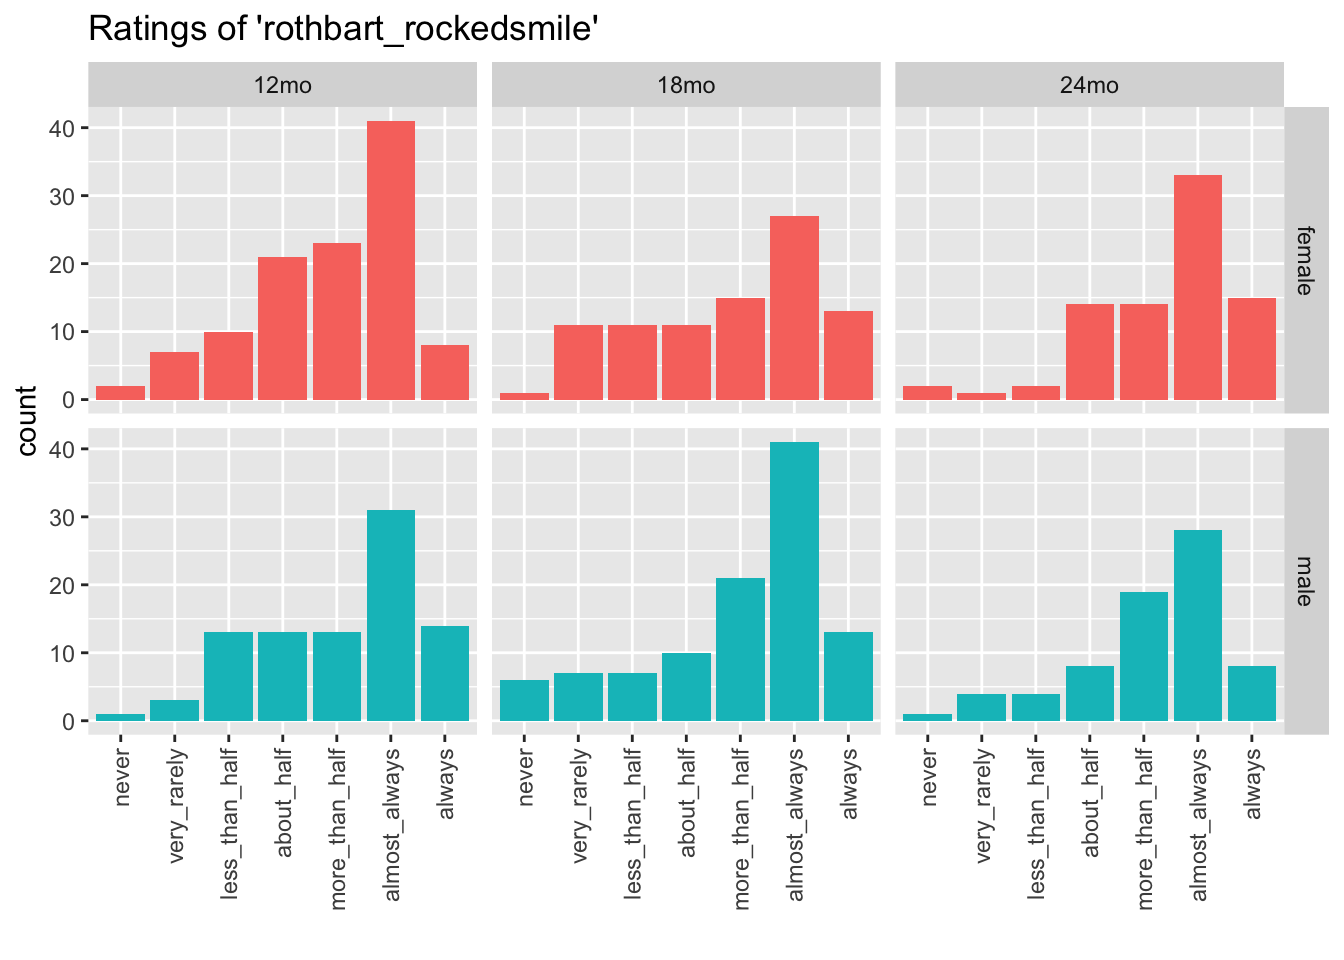 Ratings of 'rothbart_rockedsmile'
12mo 18mo 24mo
40
30
20
10
0
female
count
40
30
20
10
0
male
never very_rarely less_than_half about_half more_than_half almost_always always never very_rarely less_than_half about_half more_than_half almost_always always never very_rarely less_than_half about_half more_than_half almost_always always